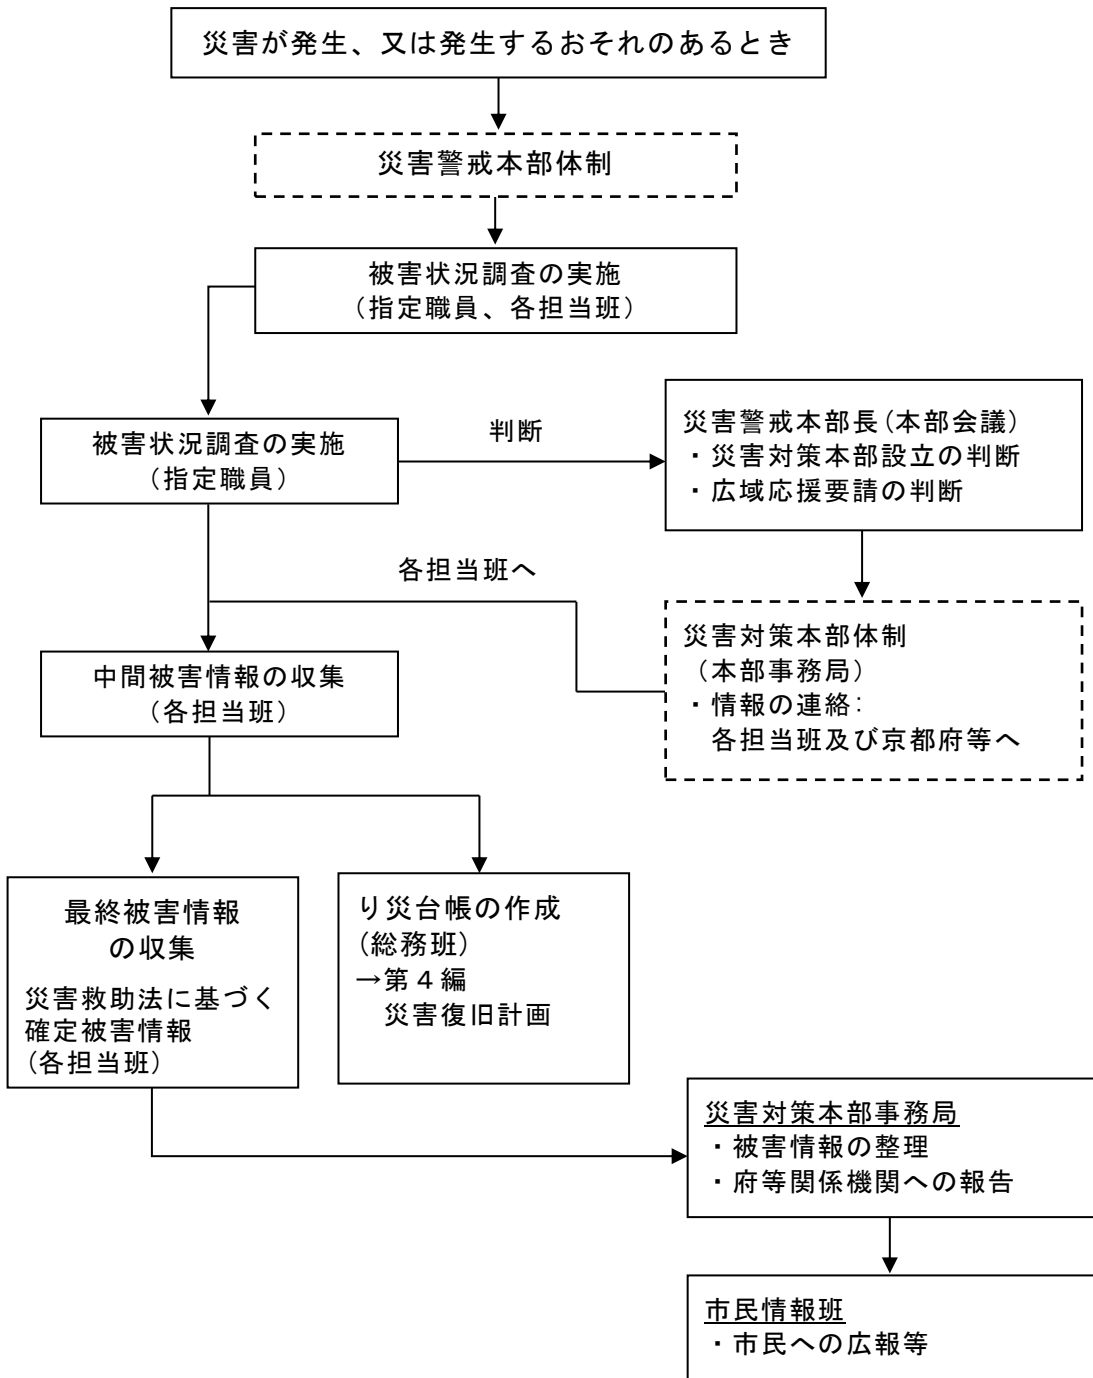 災害が発生、又は発生するおそれのあるとき
災害警戒本部体制
被害状況調査の実施
（指定職員、各担当班）
被害状況調査の実施
（指定職員）
判断
災害警戒本部長（本部会議）
・災害対策本部設立の判断
・広域応援要請の判断
各担当班へ
災害対策本部体制
（本部事務局）
・情報の連絡：
各担当班及び京都府等へ
中間被害情報の収集
（各担当班）
最終被害情報
の収集
災害救助法に基づく
確定被害情報
（各担当班）
り災台帳の作成
（総務班）
→第４編
災害復旧計画
災害対策本部事務局
・被害情報の整理
・府等関係機関への報告
市民情報班
・市民への広報等